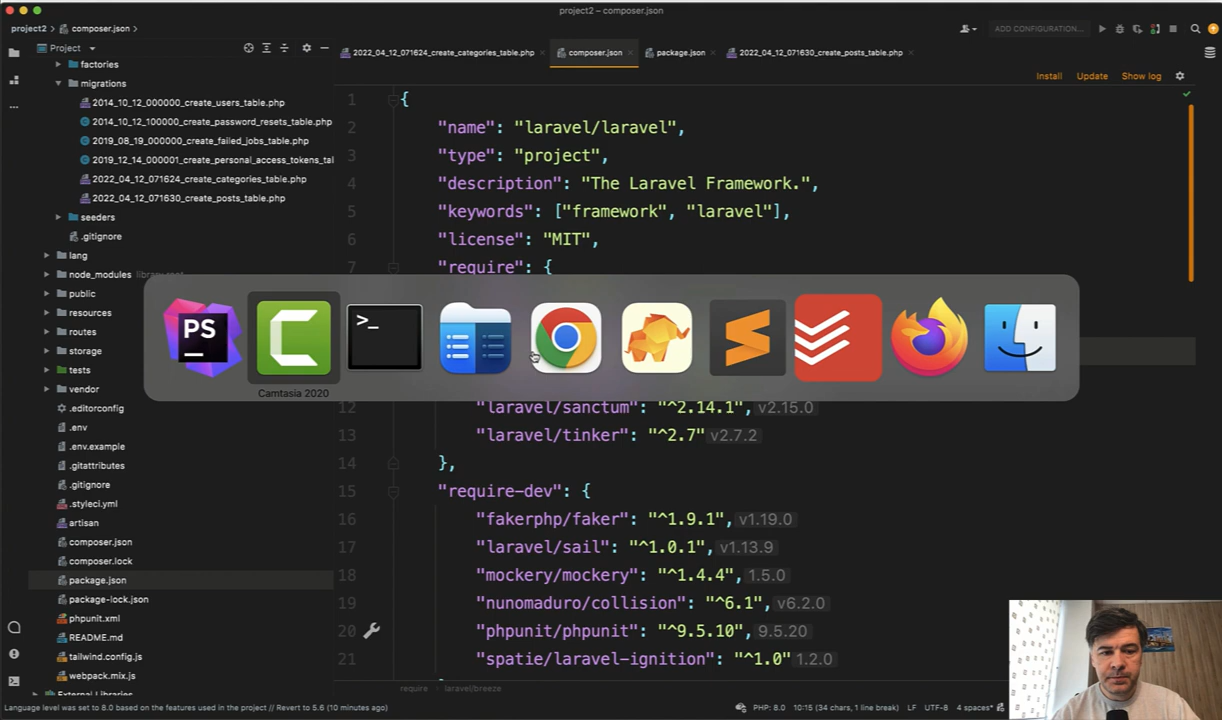 project2 – composer.json
project2 › composer.json ›
ADD CONFIGURATION...
Project
2022_04_12_071624_create_categories_table.php
composer.json
package.json
2022_04_12_071630_create_posts_table.php
Install
Update
Show log
factories
migrations
2014_10_12_000000_create_users_table.php
2014_10_12_100000_create_password_resets_table.php
2019_08_19_000000_create_failed_jobs_table.php
2019_12_14_000001_create_personal_access_tokens_ta
2022_04_12_071624_create_categories_table.php
2022_04_12_071630_create_posts_table.php
seeders
.gitignore
lang
node_modules library root
public
resources
routes
storage
tests
vendor
.editorconfig
.env
.env.example
.gitattributes
.gitignore
.styleci.yml
artisan
composer.json
composer.lock
package.json
package-lock.json
phpunit.xml
README.md
tailwind.config.js
webpack.mix.js
External Libraries
1 {
2 "name": "laravel/laravel",
3 "type": "project",
4 "description": "The Laravel Framework.",
5 "keywords": ["framework", "laravel"],
6 "license": "MIT",
7 "require": {
PS
>_
Camtasia 2020
12 "laravel/sanctum": "^2.14.1", v2.15.0
13 "laravel/tinker": "^2.7" v2.7.2
14 },
15 "require-dev": {
16 "fakerphp/faker": "^1.9.1", v1.19.0
17 "laravel/sail": "^1.0.1", v1.13.9
18 "mockery/mockery": "^1.4.4", 1.5.0
19 "nunomaduro/collision": "^6.1", v6.2.0
20 "phpunit/phpunit": "^9.5.10", 9.5.20
21 "spatie/laravel-ignition": "^1.0" 1.2.0
require › laravel/breeze
Language level was set to 8.0 based on the features used in the project // Revert to 5.6 (10 minutes ago)
PHP: 8.0
10:15 (34 chars, 1 line break)
LF
UTF-8
4 spaces*